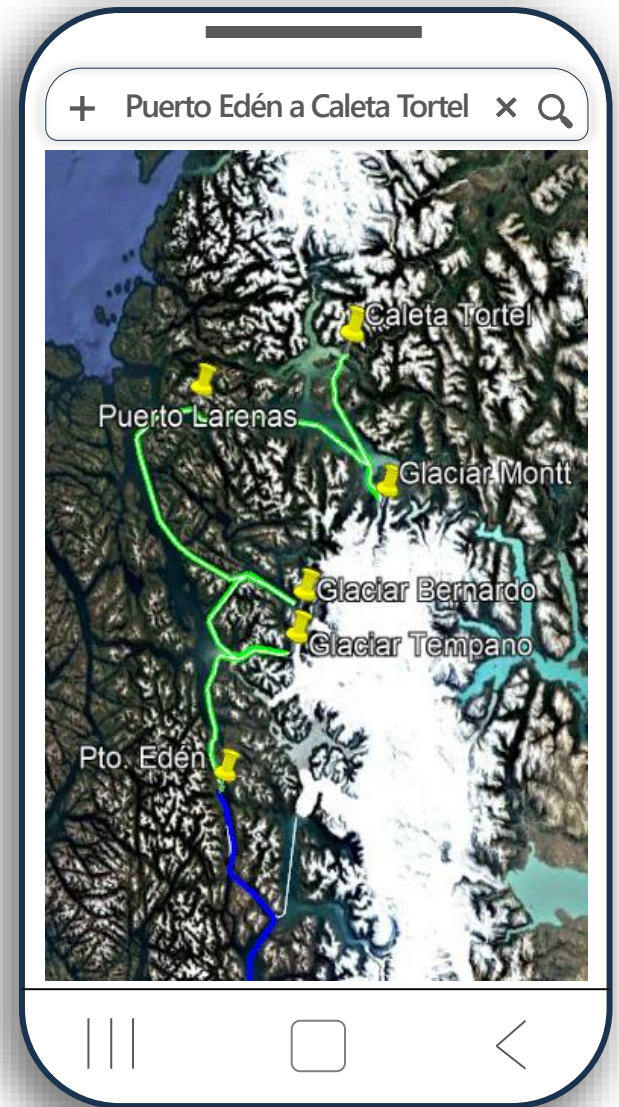 + Puerto Edén a Caleta Tortel ×
Caleta Tortel
Puerto Larenas
Glaciar Montt
Glaciar Bernardo
Glaciar Tempano
Pto. Edén